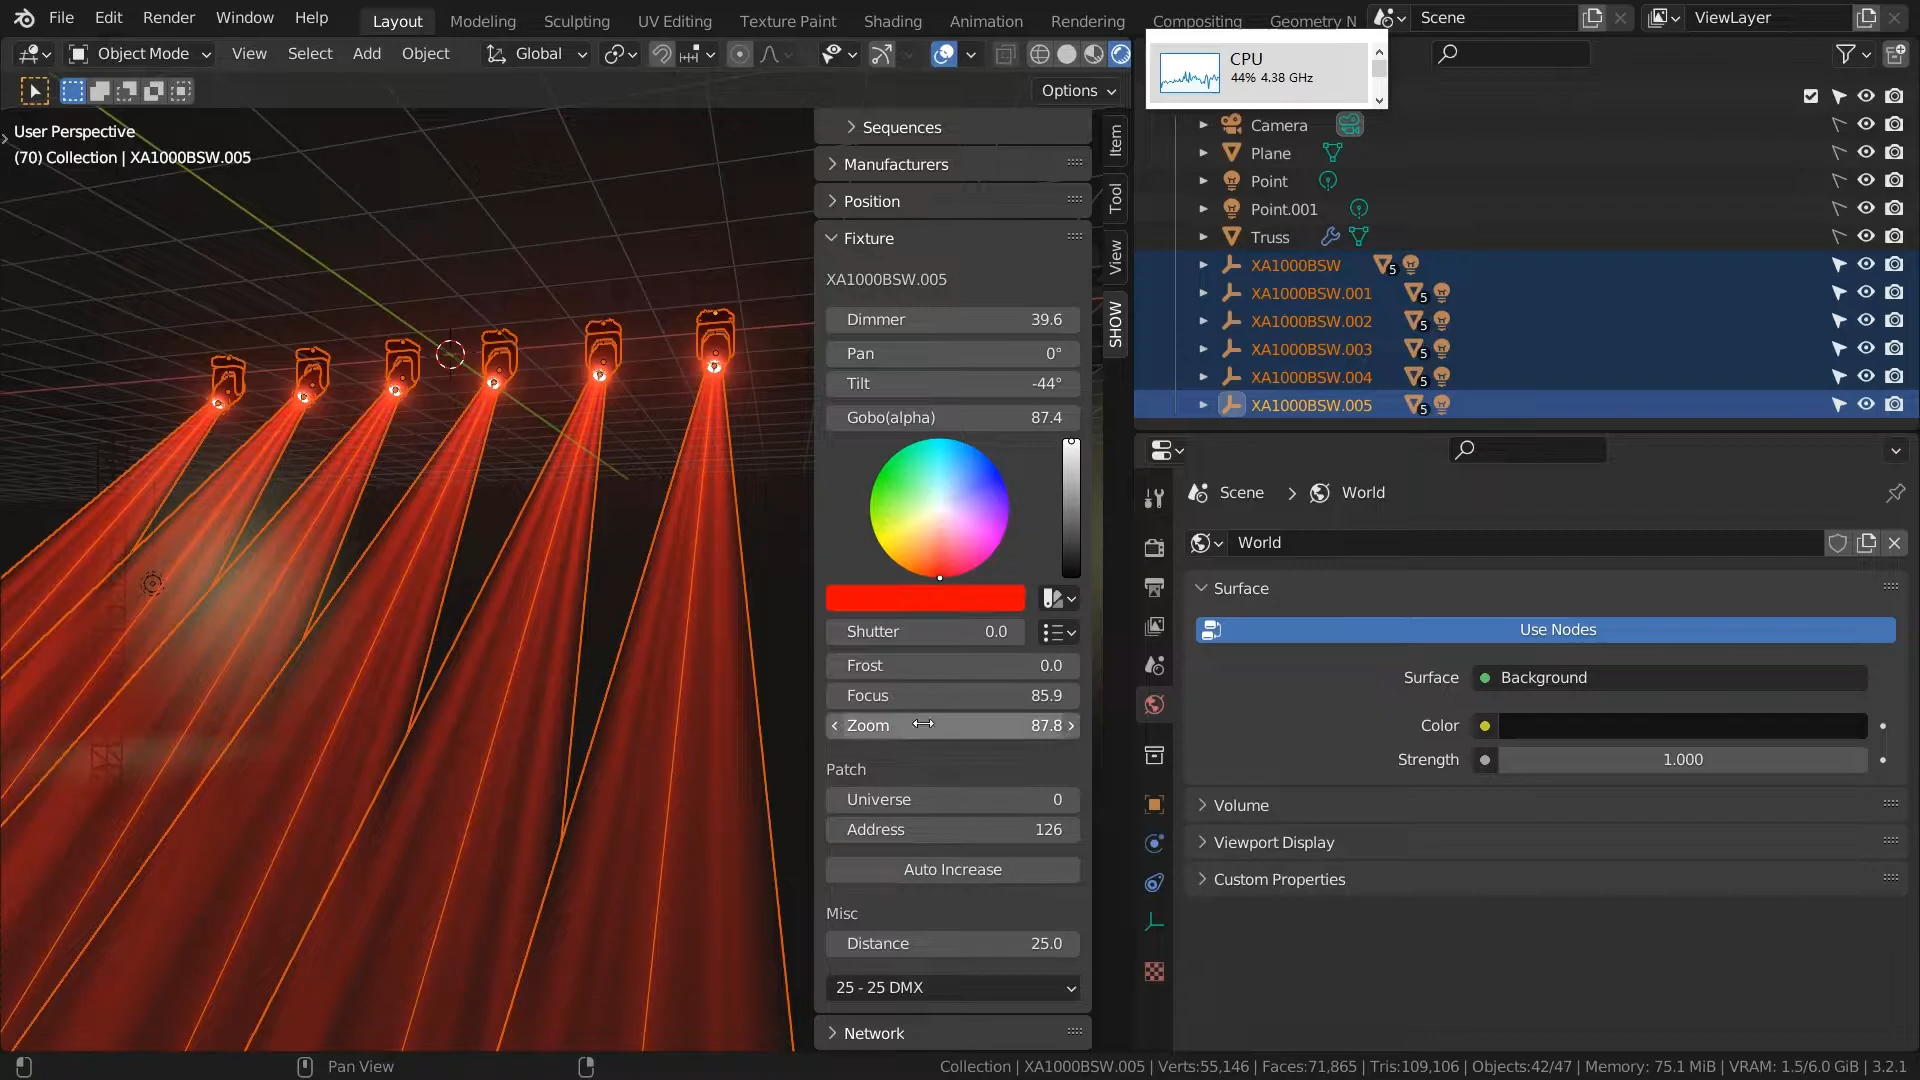 File Edit Render Window Help Layout Modeling Sculpting UV Editing Texture Paint Shading Animation Rendering Compositing Geometry N Scene ViewLayer
Object Mode View Select Add Object Global
CPU
44% 4.38 GHz
Options
User Perspective
(70) Collection | XA1000BSW.005
Sequences
Manufacturers
Position
Fixture
XA1000BSW.005
Dimmer 39.6
Pan 0°
Tilt -44°
Gobo(alpha) 87.4
Shutter 0.0
Frost 0.0
Focus 85.9
Zoom 87.8
Patch
Universe 0
Address 126
Auto Increase
Misc
Distance 25.0
25 - 25 DMX
Network
Item
Tool
View
SHOW
Camera
Plane
Point
Point.001
Truss
XA1000BSW 5
XA1000BSW.001 5
XA1000BSW.002 5
XA1000BSW.003 5
XA1000BSW.004 5
XA1000BSW.005 5
Scene World
World
Surface
Use Nodes
Surface Background
Color
Strength 1.000
Volume
Viewport Display
Custom Properties
Pan View
Collection | XA1000BSW.005 | Verts:55,146 | Faces:71,865 | Tris:109,106 | Objects:42/47 | Memory: 75.1 MiB | VRAM: 1.5/6.0 GiB | 3.2.1